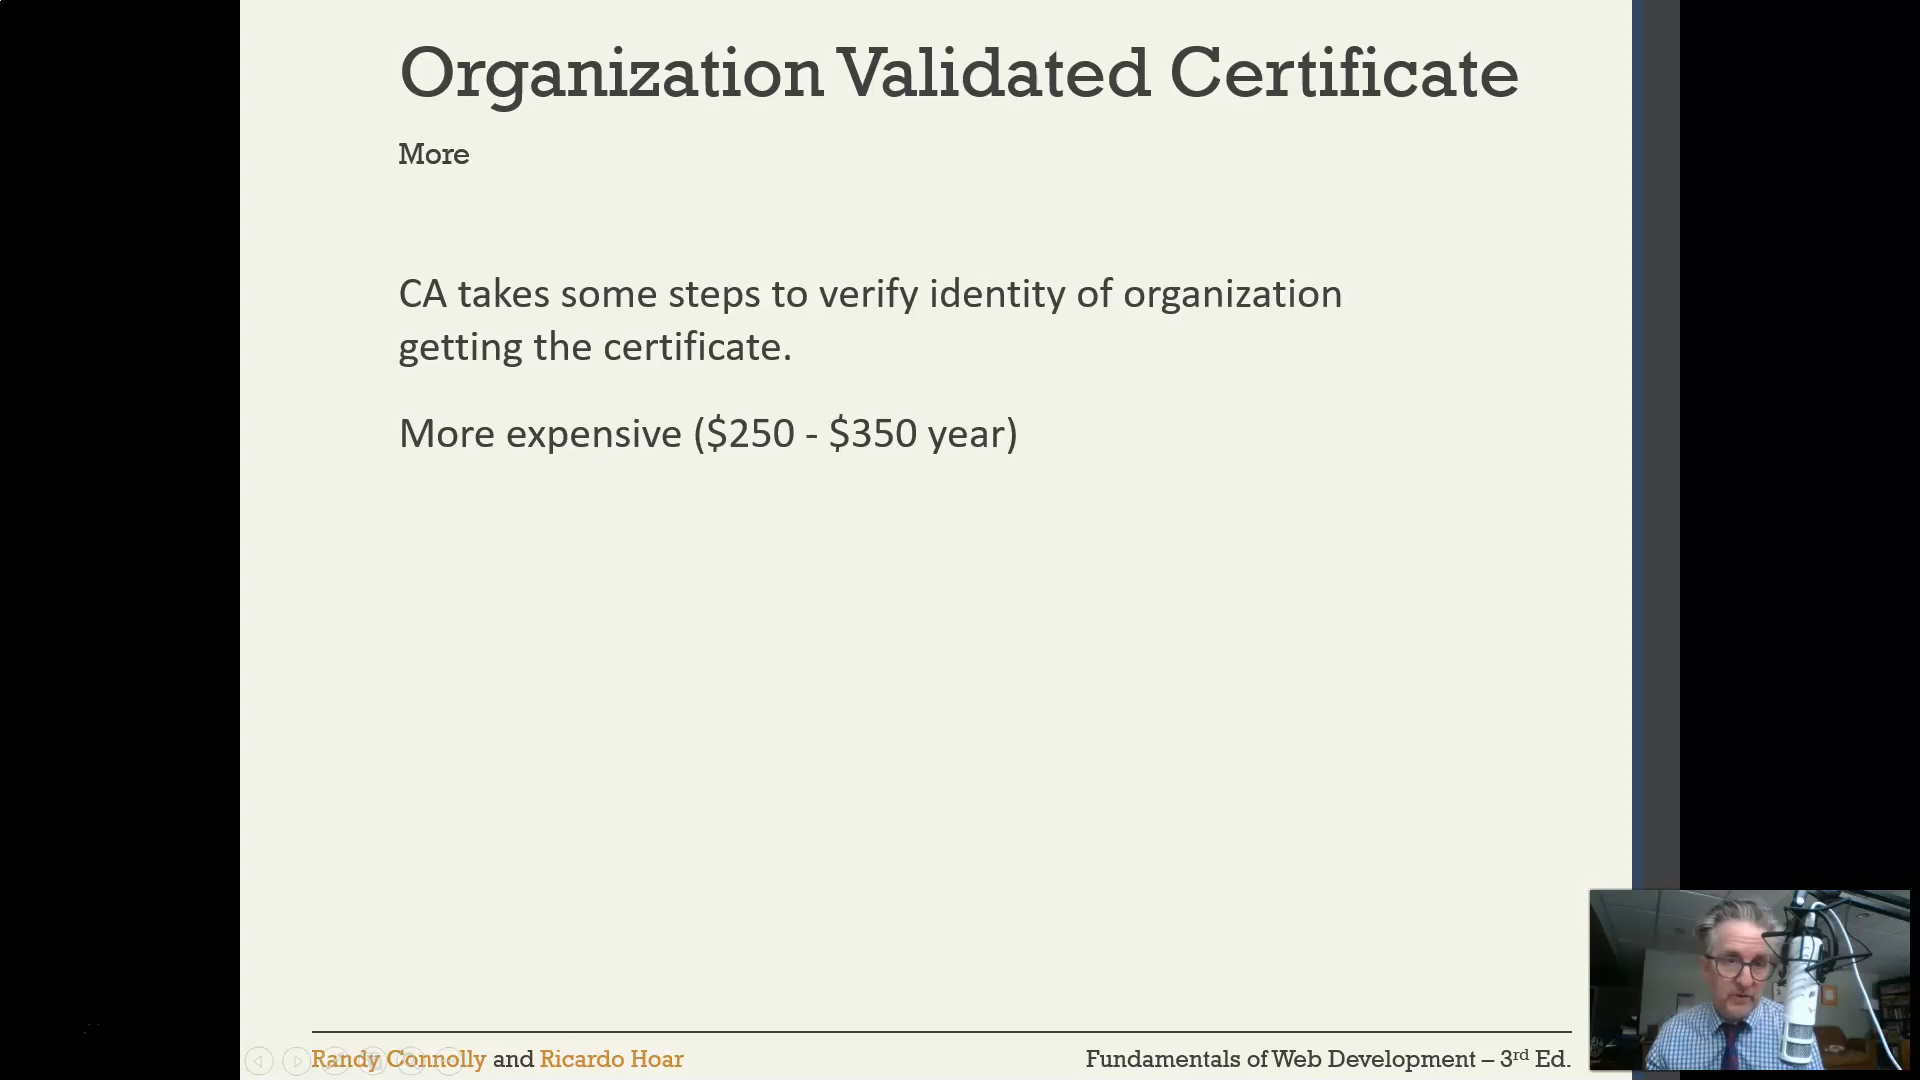 Organization Validated Certificate
More
CA takes some steps to verify identity of organization
getting the certificate.
More expensive ($250 - $350 year)
Randy Connolly and Ricardo Hoar
Fundamentals of Web Development – 3rd Ed.